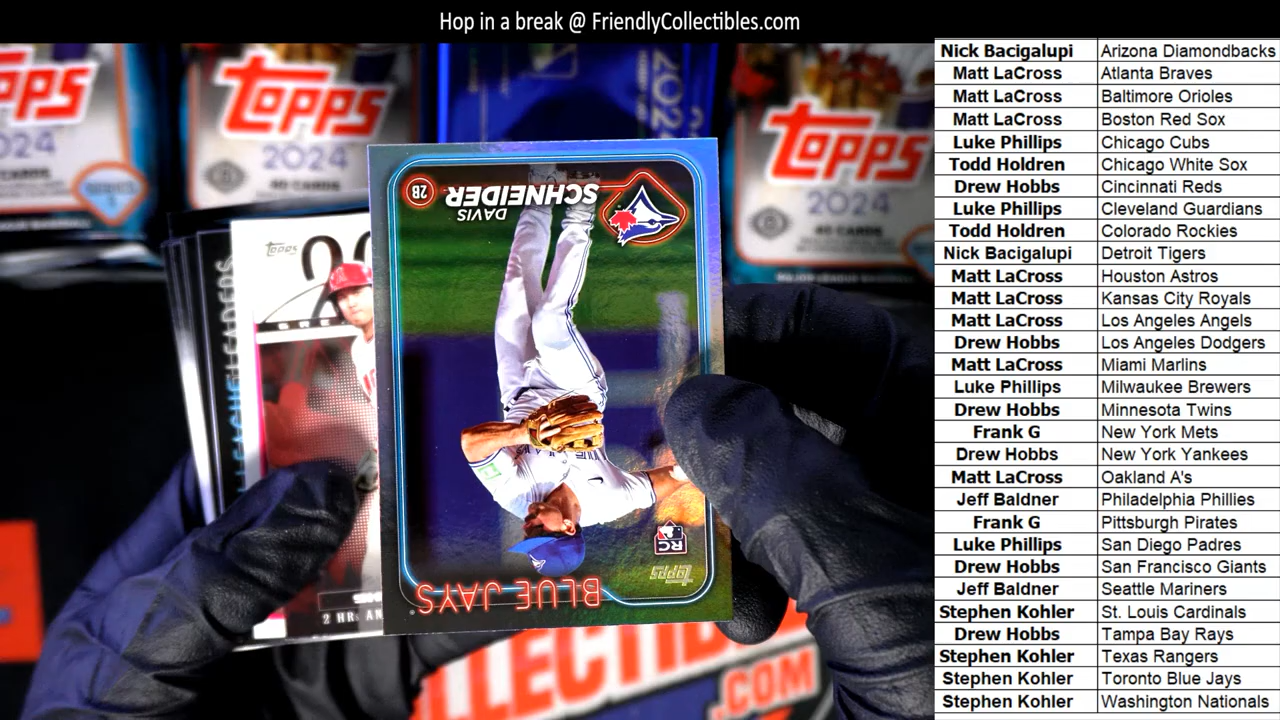 Hop in a break @ FriendlyCollectibles.com
Nick Bacigalupi Arizona Diamondbacks
Matt LaCross Atlanta Braves
Matt LaCross Baltimore Orioles
Matt LaCross Boston Red Sox
Luke Phillips Chicago Cubs
Todd Holdren Chicago White Sox
Drew Hobbs Cincinnati Reds
Luke Phillips Cleveland Guardians
Todd Holdren Colorado Rockies
Nick Bacigalupi Detroit Tigers
Matt LaCross Houston Astros
Matt LaCross Kansas City Royals
Matt LaCross Los Angeles Angels
Drew Hobbs Los Angeles Dodgers
Matt LaCross Miami Marlins
Luke Phillips Milwaukee Brewers
Drew Hobbs Minnesota Twins
Frank G New York Mets
Drew Hobbs New York Yankees
Matt LaCross Oakland A's
Jeff Baldner Philadelphia Phillies
Frank G Pittsburgh Pirates
Luke Phillips San Diego Padres
Drew Hobbs San Francisco Giants
Jeff Baldner Seattle Mariners
Stephen Kohler St. Louis Cardinals
Drew Hobbs Tampa Bay Rays
Stephen Kohler Texas Rangers
Stephen Kohler Toronto Blue Jays
Stephen Kohler Washington Nationals
Topps
2024
40 CARDS
Topps
2024
40 CARDS
SERIES
Topps
2B
DAVIS
SCHNEIDER
RC
Topps
BLUE JAYS
2 HRs
.COM